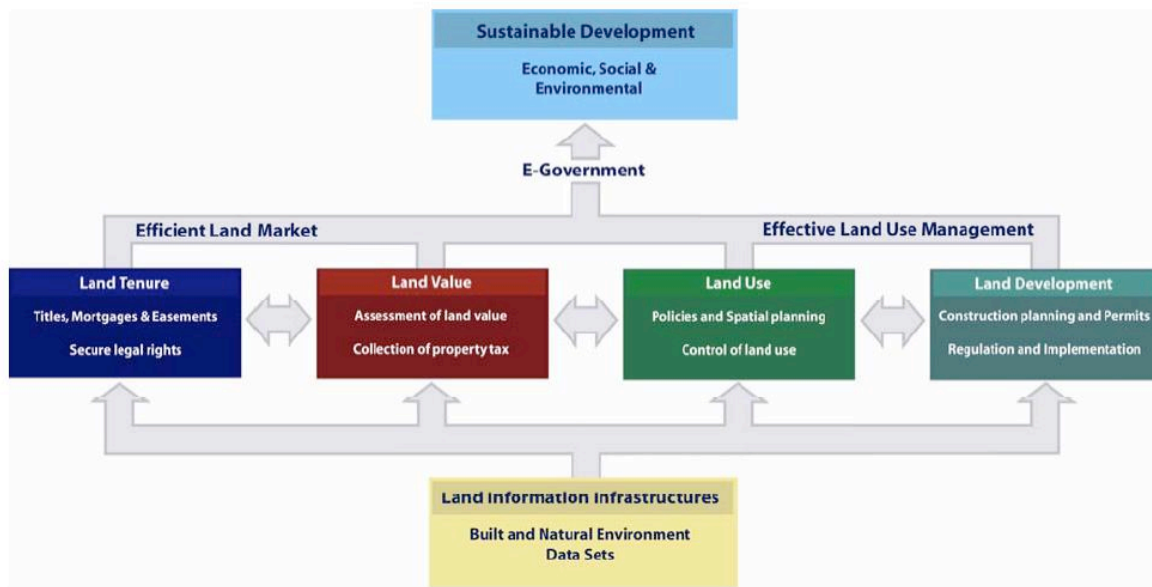 Sustainable Development
Economic, Social &
Environmental
E-Government
Efficient Land Market
Effective Land Use Management
Land Tenure
Titles, Mortgages & Easements
Secure legal rights
Land Value
Assessment of land value
Collection of property tax
Land Use
Policies and Spatial planning
Control of land use
Land Development
Construction planning and Permits
Regulation and Implementation
Land Information Infrastructures
Built and Natural Environment
Data Sets